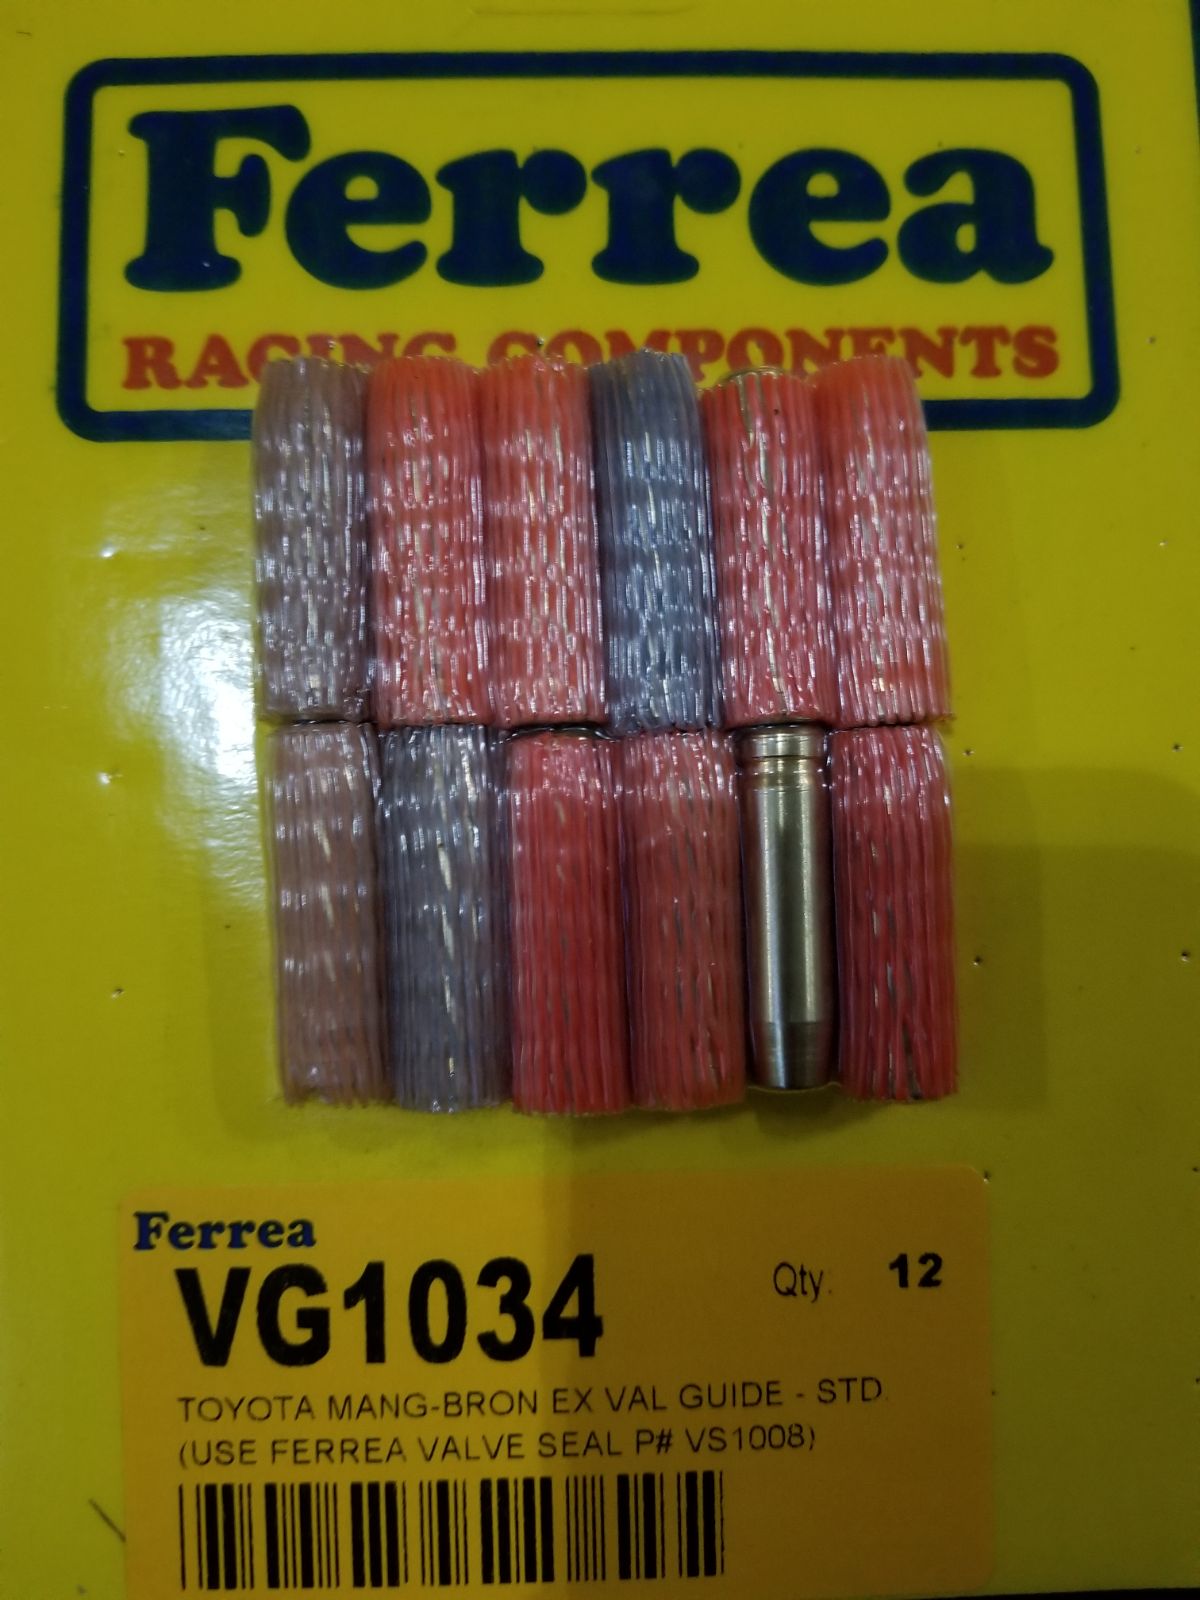 Ferrea
RACING COMPONENTS
Ferrea
VG1034
Qty: 12
TOYOTA MANG-BRON EX VAL GUIDE - STD.
(USE FERREA VALVE SEAL P# VS1008)